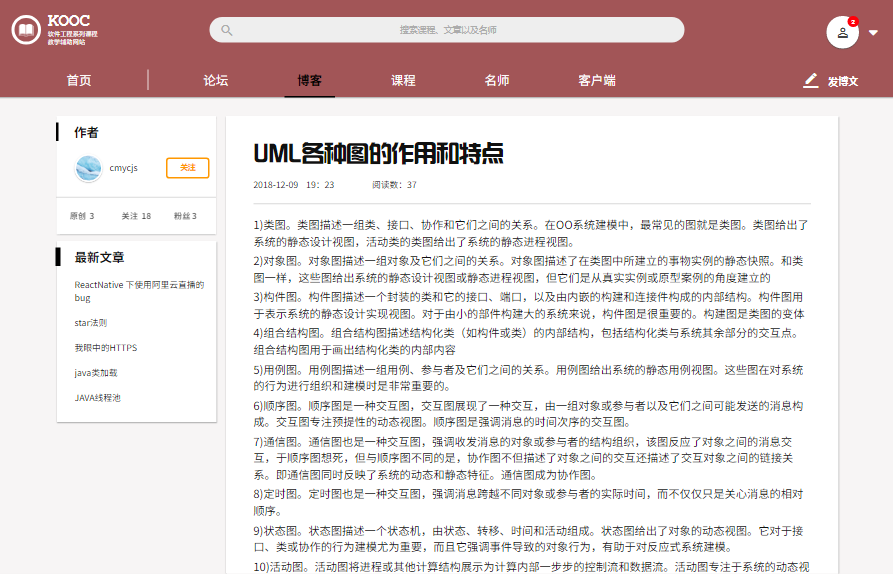 KOOC
软件工程系列课程
教学辅助网站
搜索课程、文章以及名师
2
首页
论坛
博客
课程
名师
客户端
发博文
作者
cmycjs
关注
原创 3
关注 18
粉丝 3
最新文章
ReactNative 下使用阿里云直播的
bug
star法则
我眼中的HTTPS
java类加载
JAVA线程池
UML各种图的作用和特点
2018-12-09 19：23
阅读数：37
1)类图。类图描述一组类、接口、协作和它们之间的关系。在OO系统建模中，最常见的图就是类图。类图给出了
系统的静态设计视图，活动类的类图给出了系统的静态进程视图。
2)对象图。对象图描述一组对象及它们之间的关系。对象图描述了在类图中所建立的事物实例的静态快照。和类
图一样，这些图给出系统的静态设计视图或静态进程视图，但它们是从真实实例或原型案例的角度建立的
3)构件图。构件图描述一个封装的类和它的接口、端口，以及由内嵌的构建和连接件构成的内部结构。构件图用
于表示系统的静态设计实现视图。对于由小的部件构建大的系统来说，构件图是很重要的。构建图是类图的变体
4)组合结构图。组合结构图描述结构化类（如构件或类）的内部结构，包括结构化类与系统其余部分的交互点。
组合结构图用于画出结构化类的内部内容
5)用例图。用例图描述一组用例、参与者及它们之间的关系。用例图给出系统的静态用例视图。这些图在对系统
的行为进行组织和建模时是非常重要的。
6)顺序图。顺序图是一种交互图，交互图展现了一种交互，由一组对象或参与者以及它们之间可能发送的消息构
成。交互图专注预提性的动态视图。顺序图是强调消息的时间次序的交互图。
7)通信图。通信图也是一种交互图，强调收发消息的对象或参与者的结构组织，该图反应了对象之间的消息交
互，于顺序图想死，但与顺序图不同的是，协作图不但描述了对象之间的交互还描述了交互对象之间的链接关
系。即通信图同时反映了系统的动态和静态特征。通信图成为协作图。
8)定时图。定时图也是一种交互图，强调消息跨越不同对象或参与者的实际时间，而不仅仅只是关心消息的相对
顺序。
9)状态图。状态图描述一个状态机，由状态、转移、时间和活动组成。状态图给出了对象的动态视图。它对于接
口、类或协作的行为建模尤为重要，而且它强调事件导致的对象行为，有助于对反应式系统建模。
10)活动图。活动图将进程或其他计算结构展示为计算内部一步步的控制流和数据流。活动图专注于系统的动态视